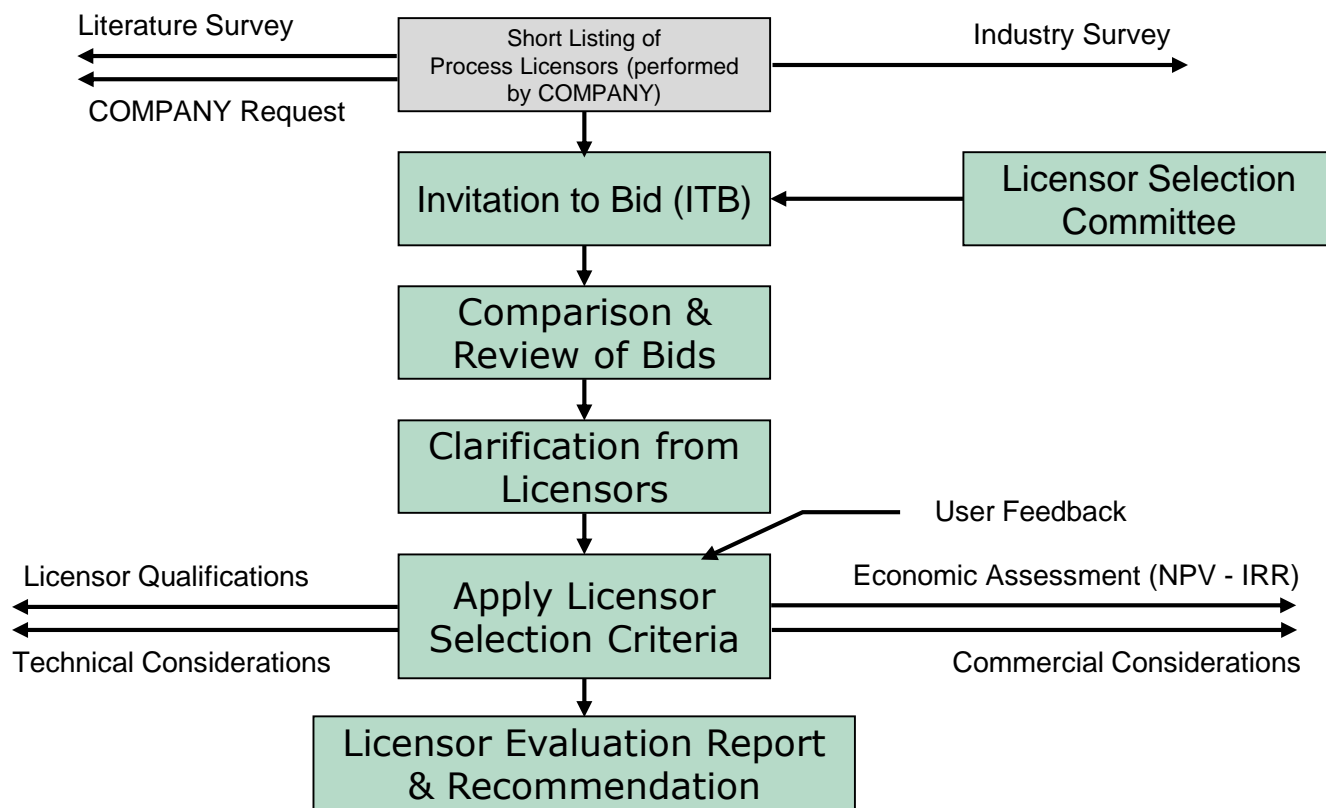 Literature Survey
COMPANY Request
Short Listing of
Process Licensors (performed
by COMPANY)
Industry Survey
Invitation to Bid (ITB)
Licensor Selection
Committee
Comparison &
Review of Bids
Clarification from
Licensors
User Feedback
Licensor Qualifications
Technical Considerations
Apply Licensor
Selection Criteria
Economic Assessment (NPV - IRR)
Commercial Considerations
Licensor Evaluation Report
& Recommendation